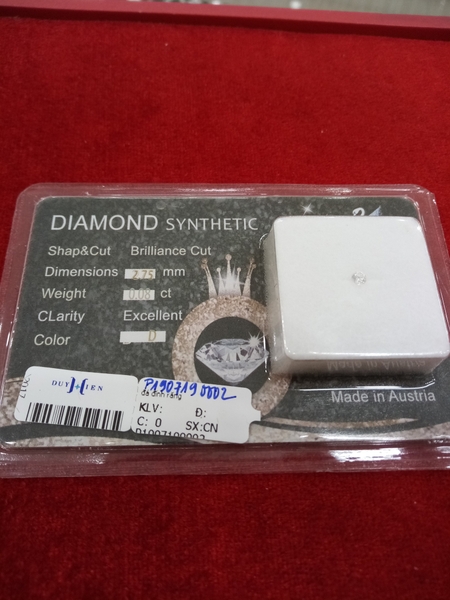 DIAMOND SYNTHETIC
Shap&Cut Brilliance Cut
Dimensions 2.75 mm
Weight 0.08 ct
CLarity Excellent
Color D
Made in Austria
DUY HIEN
P190719 0002
đá đính răng
KLV: Đ:
C: 0 SX:CN